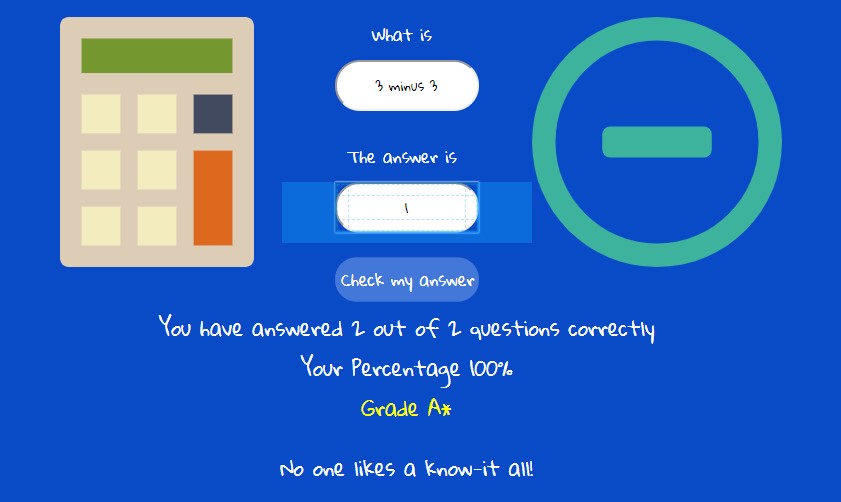 What is
3 minus 3
The answer is
1
Check my answer
You have answered 2 out of 2 questions correctly
Your Percentage 100%
Grade A*
No one likes a know-it all!